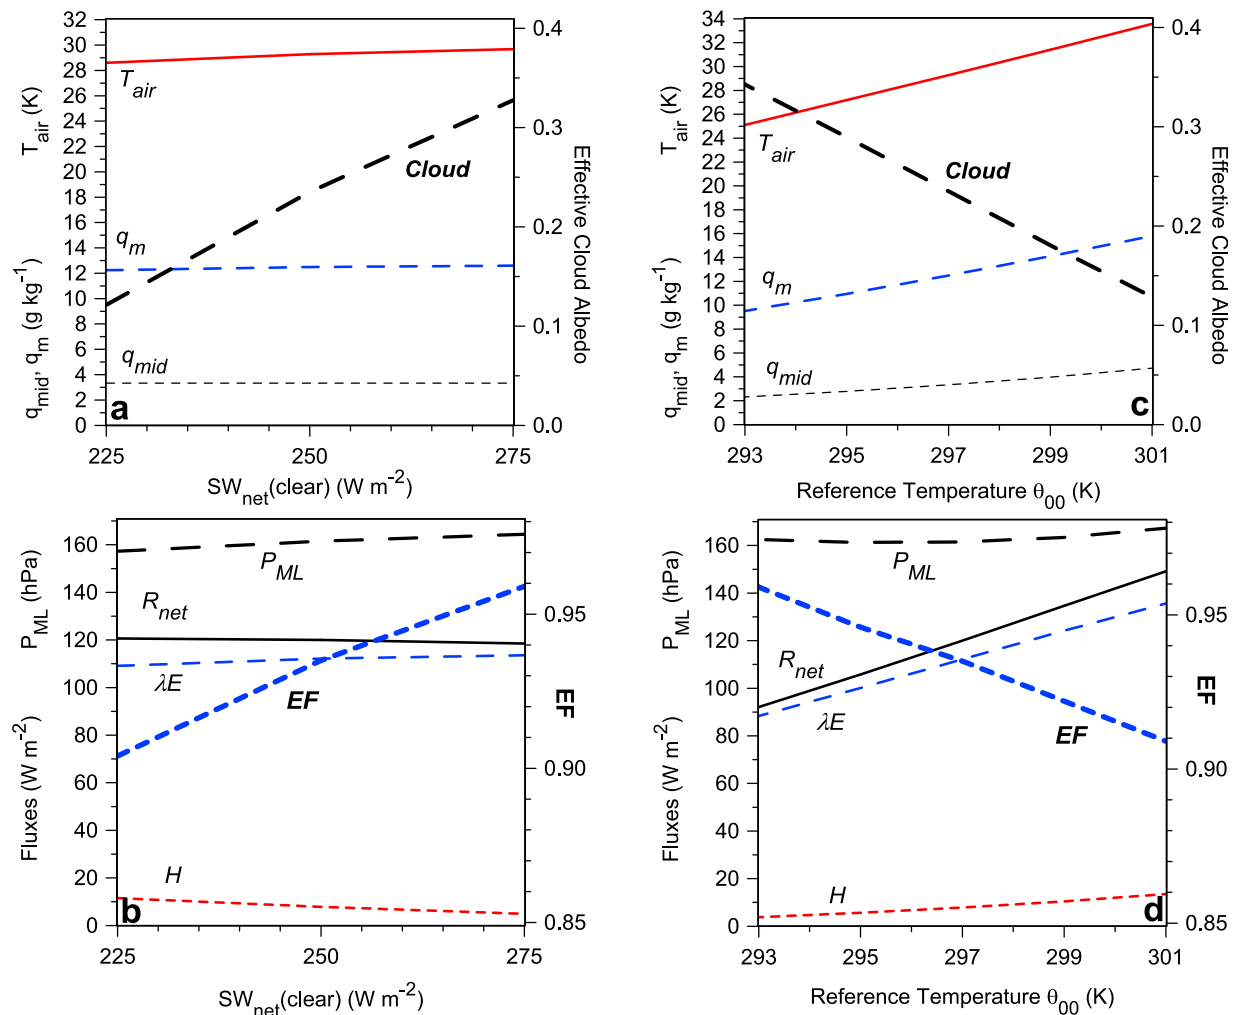 32
30
28
26
24
22
20
18
16
14
12
10
8
6
4
2
0
T_air (K)
q_mid, q_m (g kg⁻¹)
T_air
Cloud
q_m
q_mid
a
0.4
0.3
0.2
0.1
0.0
Effective Cloud Albedo
225 250 275
SW_net(clear) (W m⁻²)
34
32
30
28
26
24
22
20
18
16
14
12
10
8
6
4
2
0
T_air (K)
q_mid, q_m (g kg⁻¹)
T_air
Cloud
q_m
q_mid
c
0.4
0.3
0.2
0.1
0.0
Effective Cloud Albedo
293 295 297 299 301
Reference Temperature θ₀₀ (K)
160
140
120
100
80
60
40
20
0
P_ML (hPa)
Fluxes (W m⁻²)
P_ML
R_net
λE
EF
H
b
0.95
0.90
0.85
EF
225 250 275
SW_net(clear) (W m⁻²)
160
140
120
100
80
60
40
20
0
P_ML (hPa)
Fluxes (W m⁻²)
P_ML
R_net
λE
EF
H
d
0.95
0.90
0.85
EF
293 295 297 299 301
Reference Temperature θ₀₀ (K)